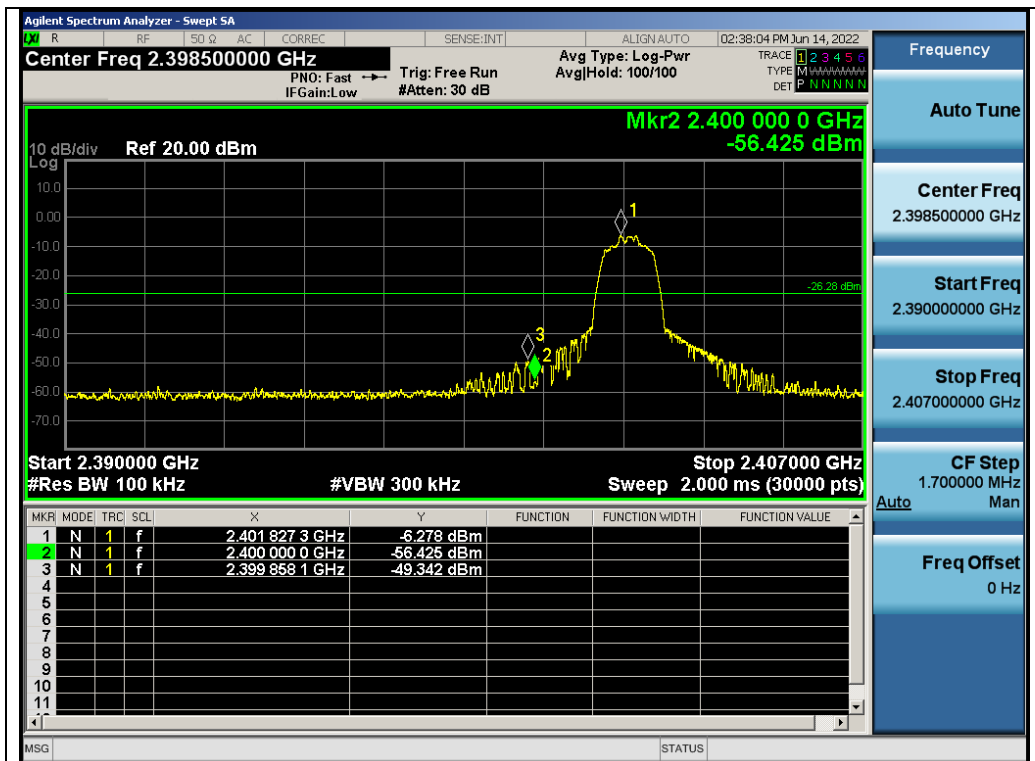 Agilent Spectrum Analyzer - Swept SA
LXI R RF 50 Ω AC CORREC SENSE:INT ALIGN AUTO 02:38:04 PM Jun 14, 2022
Center Freq 2.398500000 GHz
PNO: Fast
IFGain:Low
Trig: Free Run
#Atten: 30 dB
Avg Type: Log-Pwr
Avg|Hold: 100/100
TRACE 1 2 3 4 5 6
TYPE M
DET P N N N N N
Mkr2 2.400 000 0 GHz
-56.425 dBm
10 dB/div Ref 20.00 dBm
Log
10.0
0.00
-10.0
-20.0
-30.0
-40.0
-50.0
-60.0
-70.0
1
3
2
-26.28 dBm
Start 2.390000 GHz Stop 2.407000 GHz
#Res BW 100 kHz #VBW 300 kHz Sweep 2.000 ms (30000 pts)
MKR MODE TRC SCL X Y FUNCTION FUNCTION WIDTH FUNCTION VALUE
1 N 1 f 2.401 827 3 GHz -6.278 dBm
2 N 1 f 2.400 000 0 GHz -56.425 dBm
3 N 1 f 2.399 858 1 GHz -49.342 dBm
4
5
6
7
8
9
10
11
MSG STATUS
Frequency
Auto Tune
Center Freq
2.398500000 GHz
Start Freq
2.390000000 GHz
Stop Freq
2.407000000 GHz
CF Step
1.700000 MHz
Auto Man
Freq Offset
0 Hz